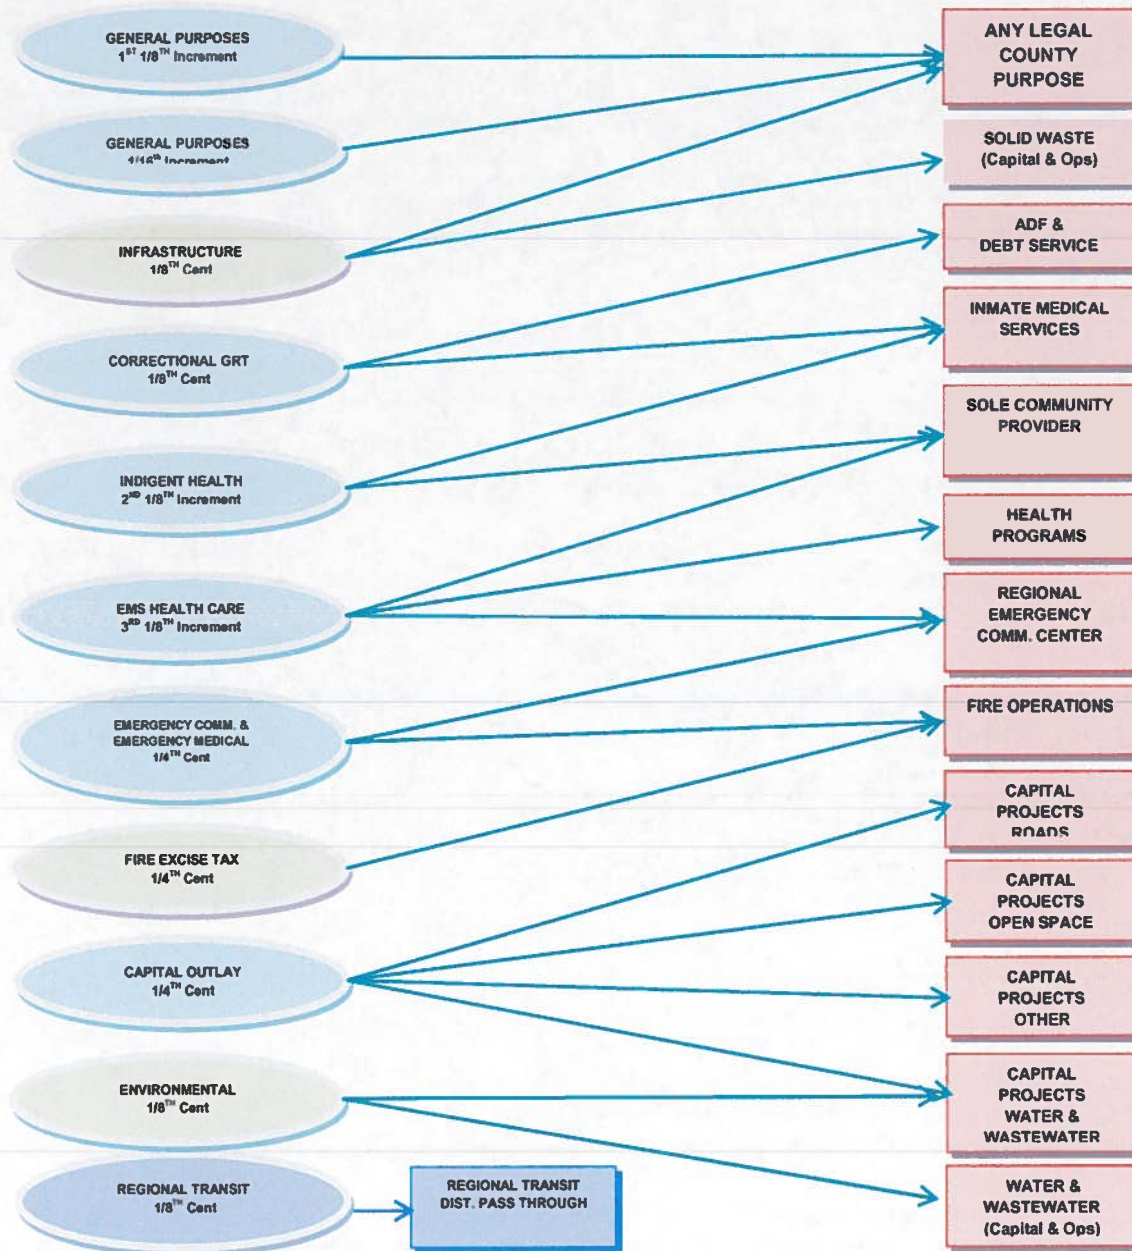 GENERAL PURPOSES
1ST 1/8TH Increment
GENERAL PURPOSES
1/16th Increment
INFRASTRUCTURE
1/8TH Cent
CORRECTIONAL GRT
1/8TH Cent
INDIGENT HEALTH
2ND 1/8TH Increment
EMS HEALTH CARE
3RD 1/8TH Increment
EMERGENCY COMM. &
EMERGENCY MEDICAL
1/4TH Cent
FIRE EXCISE TAX
1/4TH Cent
CAPITAL OUTLAY
1/4TH Cent
ENVIRONMENTAL
1/8TH Cent
REGIONAL TRANSIT
1/8TH Cent
REGIONAL TRANSIT
DIST. PASS THROUGH
ANY LEGAL
COUNTY
PURPOSE
SOLID WASTE
(Capital & Ops)
ADF &
DEBT SERVICE
INMATE MEDICAL
SERVICES
SOLE COMMUNITY
PROVIDER
HEALTH
PROGRAMS
REGIONAL
EMERGENCY
COMM. CENTER
FIRE OPERATIONS
CAPITAL
PROJECTS
ROADS
CAPITAL
PROJECTS
OPEN SPACE
CAPITAL
PROJECTS
OTHER
CAPITAL
PROJECTS
WATER &
WASTEWATER
WATER &
WASTEWATER
(Capital & Ops)